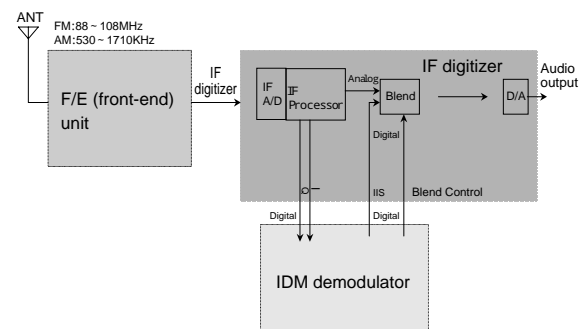 ANT
FM:88 ~ 108MHz
AM:530 ~ 1710KHz
F/E (front-end)
unit
IF
digitizer
IF digitizer
IF
A/D
IF
Processor
Analog
Blend
Digital
D/A
Audio
output
Q
I
IIS
Blend Control
Digital
Digital
IDM demodulator